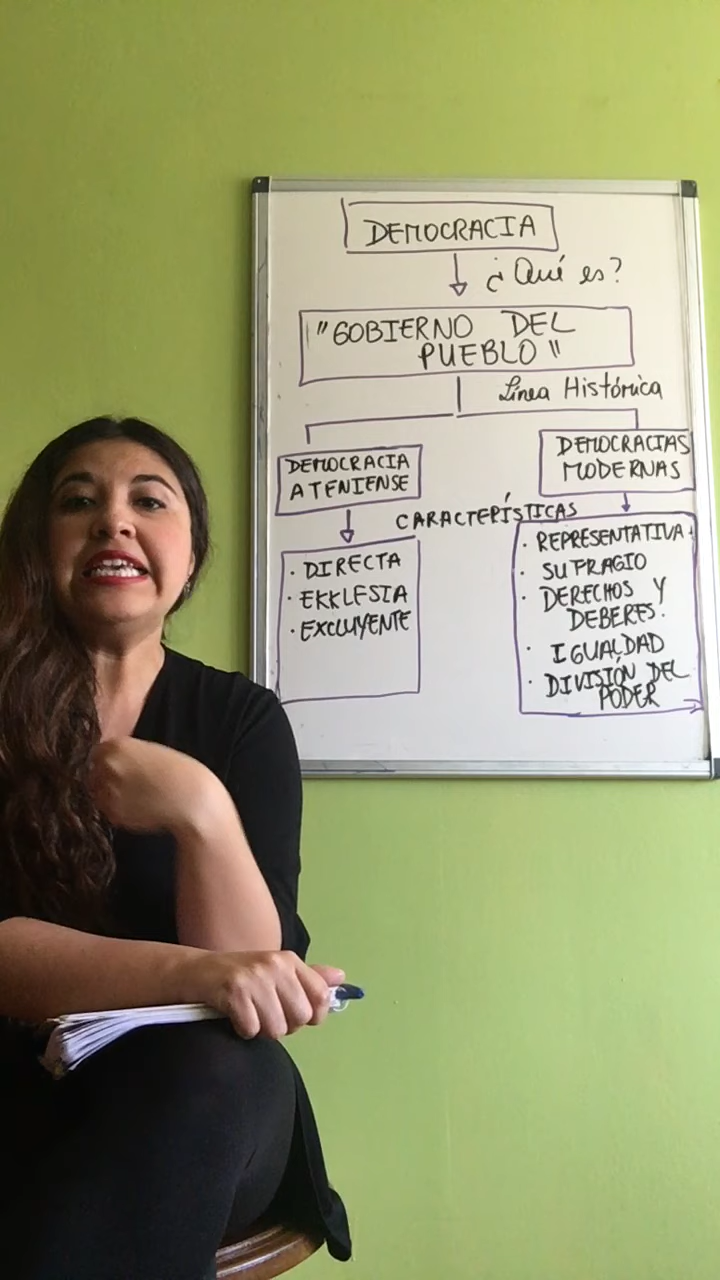 DEMOCRACIA
¿Qué es?
"GOBIERNO DEL
PUEBLO"
Línea Histórica
DEMOCRACIA
ATENIENSE
DEMOCRACIAS
MODERNAS
CARACTERÍSTICAS
· DIRECTA
· EKKLESIA
· EXCLUYENTE
· REPRESENTATIVA.
· SUFRAGIO
· DERECHOS Y
DEBERES.
· IGUALDAD
· DIVISIÓN DEL
PODER